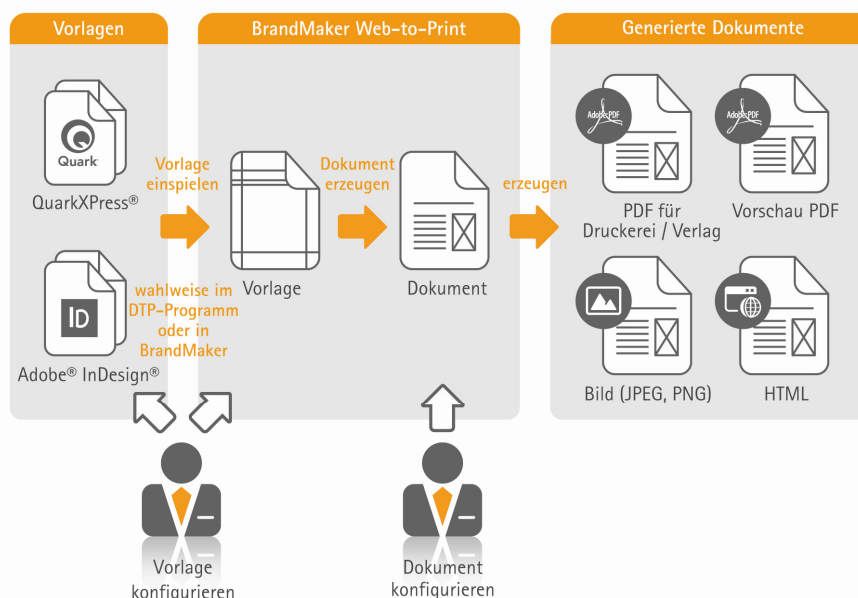 Vorlagen
BrandMaker Web-to-Print
Generierte Dokumente
Quark
QuarkXPress®
Vorlage
einspielen
Dokument
erzeugen
erzeugen
Adobe PDF
PDF für
Druckerei / Verlag
Adobe PDF
Vorschau PDF
ID
Adobe® InDesign®
wahlweise im
DTP-Programm
oder in
BrandMaker
Vorlage
Dokument
Bild (JPEG, PNG)
HTML
Vorlage
konfigurieren
Dokument
konfigurieren